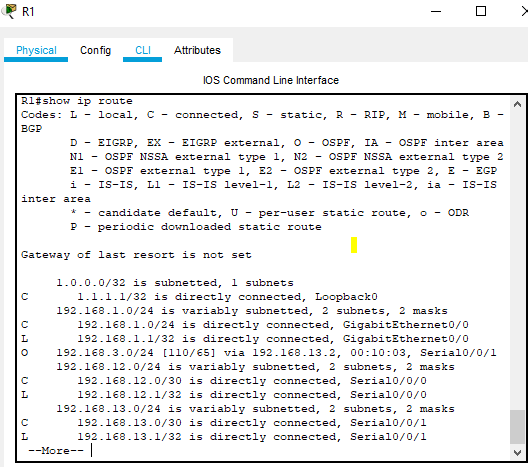 R1
Physical Config CLI Attributes
IOS Command Line Interface
R1#show ip route
Codes: L - local, C - connected, S - static, R - RIP, M - mobile, B -
BGP
D - EIGRP, EX - EIGRP external, O - OSPF, IA - OSPF inter area
N1 - OSPF NSSA external type 1, N2 - OSPF NSSA external type 2
E1 - OSPF external type 1, E2 - OSPF external type 2, E - EGP
i - IS-IS, L1 - IS-IS level-1, L2 - IS-IS level-2, ia - IS-IS
inter area
* - candidate default, U - per-user static route, o - ODR
P - periodic downloaded static route
Gateway of last resort is not set
1.0.0.0/32 is subnetted, 1 subnets
C 1.1.1.1/32 is directly connected, Loopback0
192.168.1.0/24 is variably subnetted, 2 subnets, 2 masks
C 192.168.1.0/24 is directly connected, GigabitEthernet0/0
L 192.168.1.1/32 is directly connected, GigabitEthernet0/0
O 192.168.3.0/24 [110/65] via 192.168.13.2, 00:10:03, Serial0/0/1
192.168.12.0/24 is variably subnetted, 2 subnets, 2 masks
C 192.168.12.0/30 is directly connected, Serial0/0/0
L 192.168.12.1/32 is directly connected, Serial0/0/0
192.168.13.0/24 is variably subnetted, 2 subnets, 2 masks
C 192.168.13.0/30 is directly connected, Serial0/0/1
L 192.168.13.1/32 is directly connected, Serial0/0/1
--More--